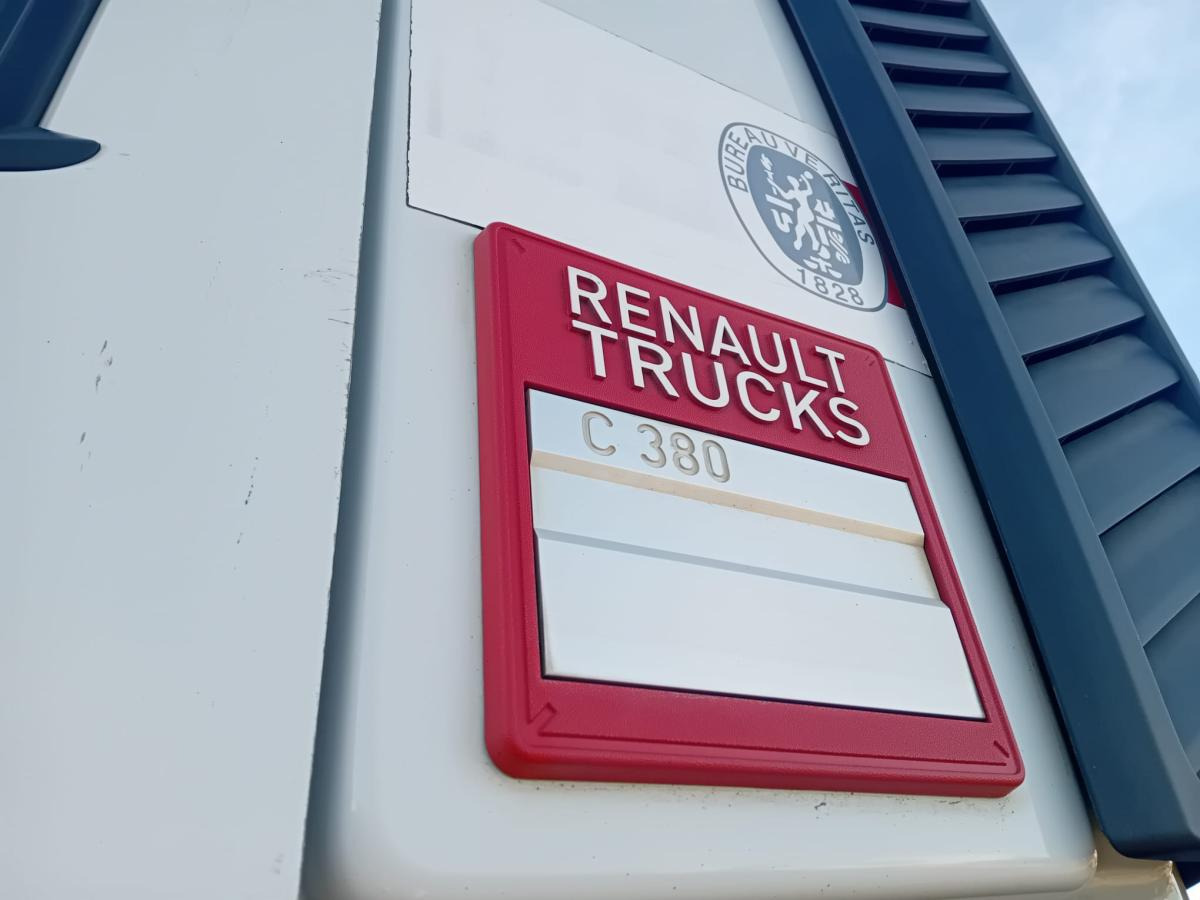 BUREAU VERITAS
1828
RENAULT
TRUCKS
C 380